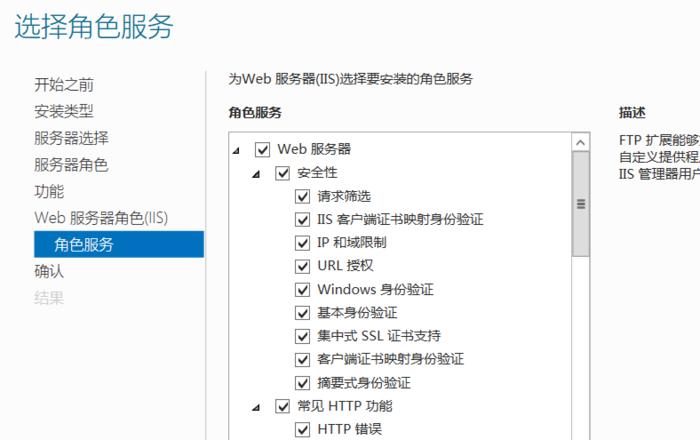 选择角色服务
开始之前
安装类型
服务器选择
服务器角色
功能
Web 服务器角色(IIS)
角色服务
确认
结果
为Web 服务器(IIS)选择要安装的角色服务
角色服务
Web 服务器
安全性
请求筛选
IIS 客户端证书映射身份验证
IP 和域限制
URL 授权
Windows 身份验证
基本身份验证
集中式 SSL 证书支持
客户端证书映射身份验证
摘要式身份验证
常见 HTTP 功能
HTTP 错误
描述
FTP 扩展能够
自定义提供程
IIS 管理器用户